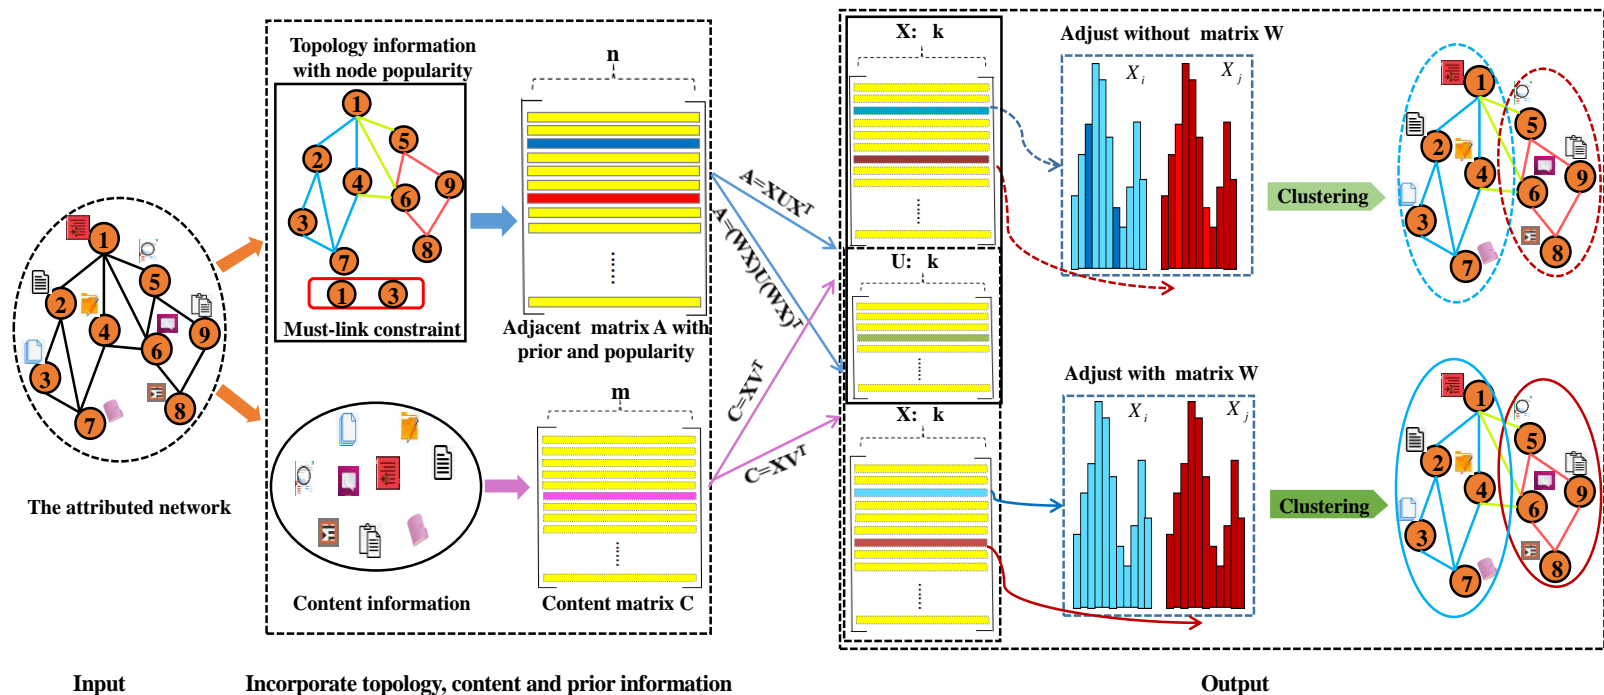 1
5
2
9
4
6
3
7
8
The attributed network
Input
Topology information
with node popularity
1
5
2
4
9
6
3
8
7
1 3
Must-link constraint
n
Adjacent matrix A with
prior and popularity
Content information
m
Content matrix C
Incorporate topology, content and prior information
A=XUX^T
A=(WX)U(WX)^T
C=XV^T
C=XV^T
X: k
U: k
X: k
Adjust without matrix W
X_i X_j
Clustering
1
5
2
4
9
6
3
8
7
Adjust with matrix W
X_i X_j
Clustering
1
5
2
4
9
6
3
8
7
Output